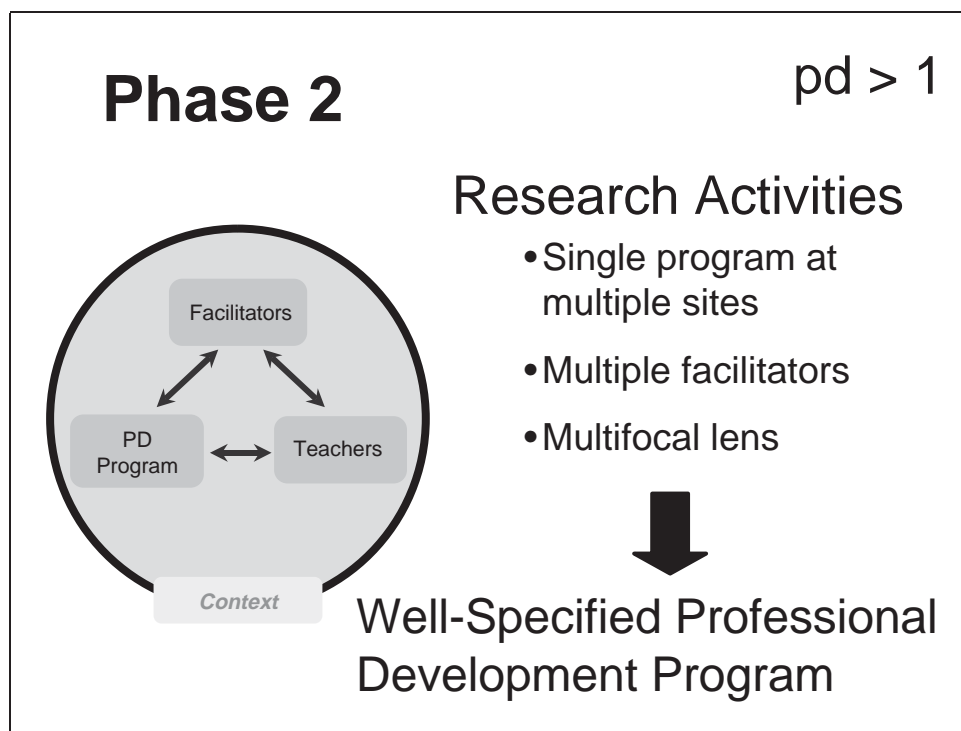 Phase 2
pd > 1
Research Activities
•Single program at
multiple sites
•Multiple facilitators
•Multifocal lens
Facilitators
PD
Program
Teachers
Context
Well-Specified Professional
Development Program